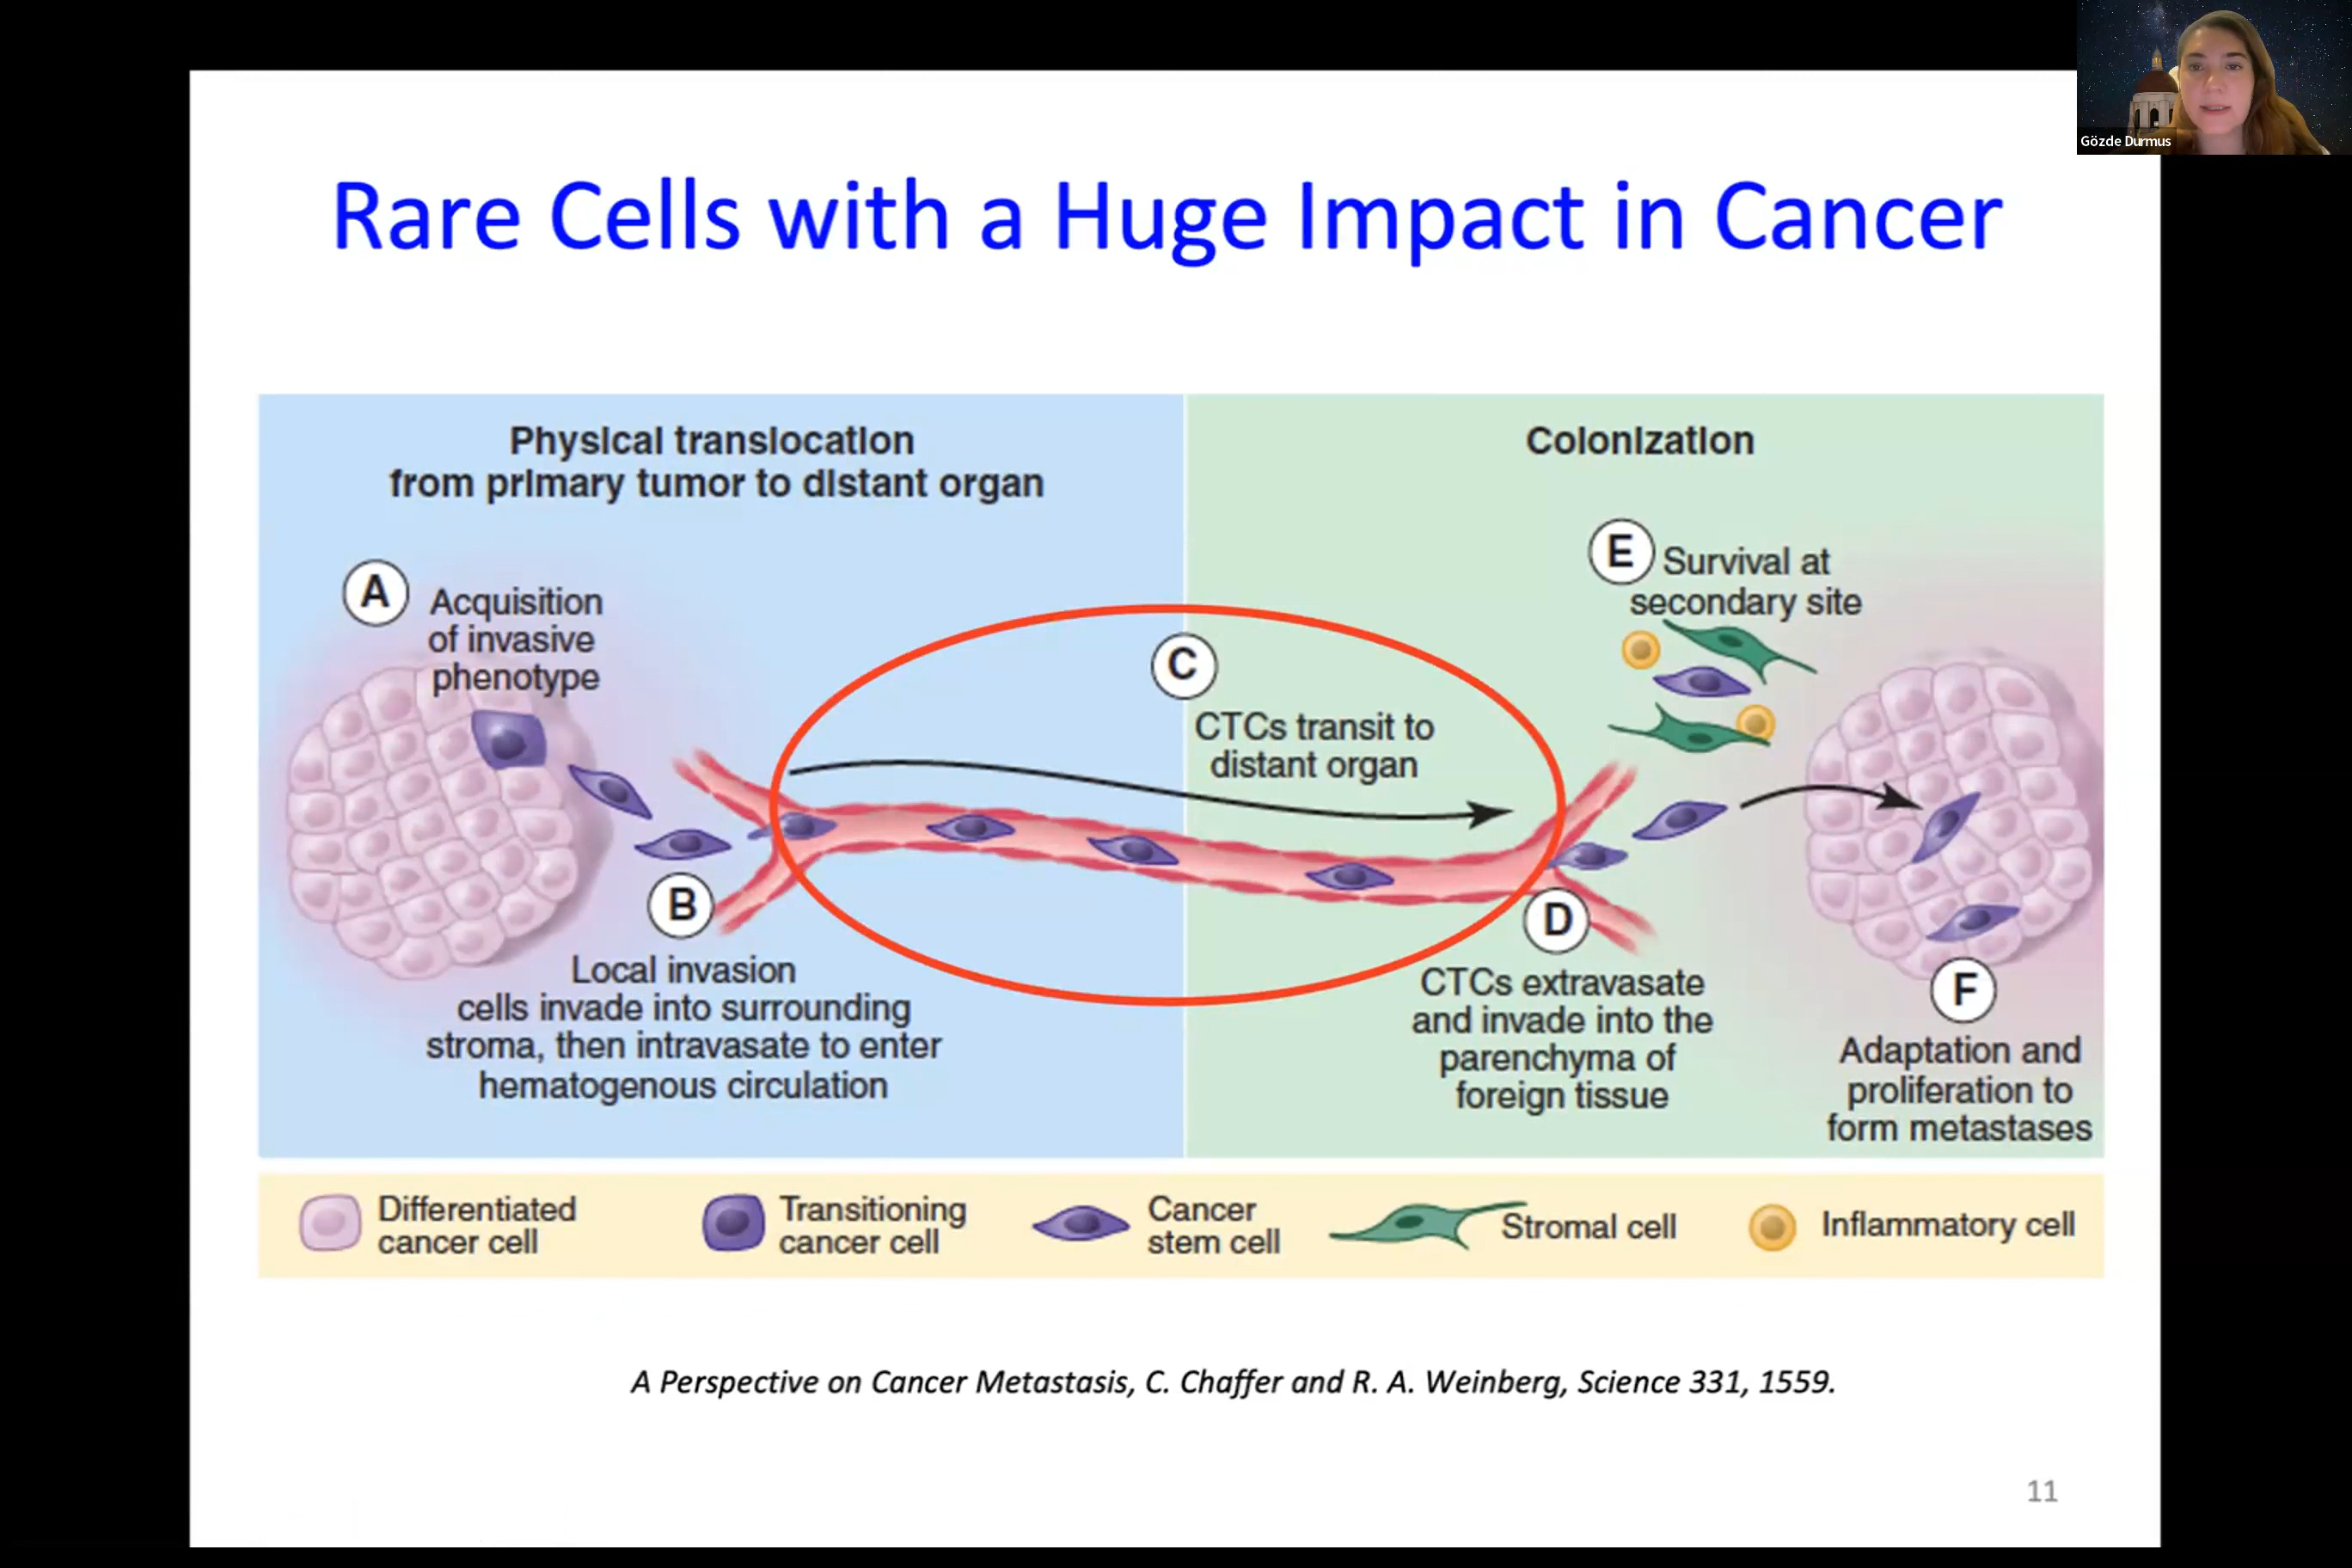 Gözde Durmus
Rare Cells with a Huge Impact in Cancer
Physical translocation
from primary tumor to distant organ
Colonization
A
Acquisition
of invasive
phenotype
B
Local invasion
cells invade into surrounding
stroma, then intravasate to enter
hematogenous circulation
C
CTCs transit to
distant organ
D
CTCs extravasate
and invade into the
parenchyma of
foreign tissue
E
Survival at
secondary site
F
Adaptation and
proliferation to
form metastases
Differentiated
cancer cell
Transitioning
cancer cell
Cancer
stem cell
Stromal cell
Inflammatory cell
A Perspective on Cancer Metastasis, C. Chaffer and R. A. Weinberg, Science 331, 1559.
11